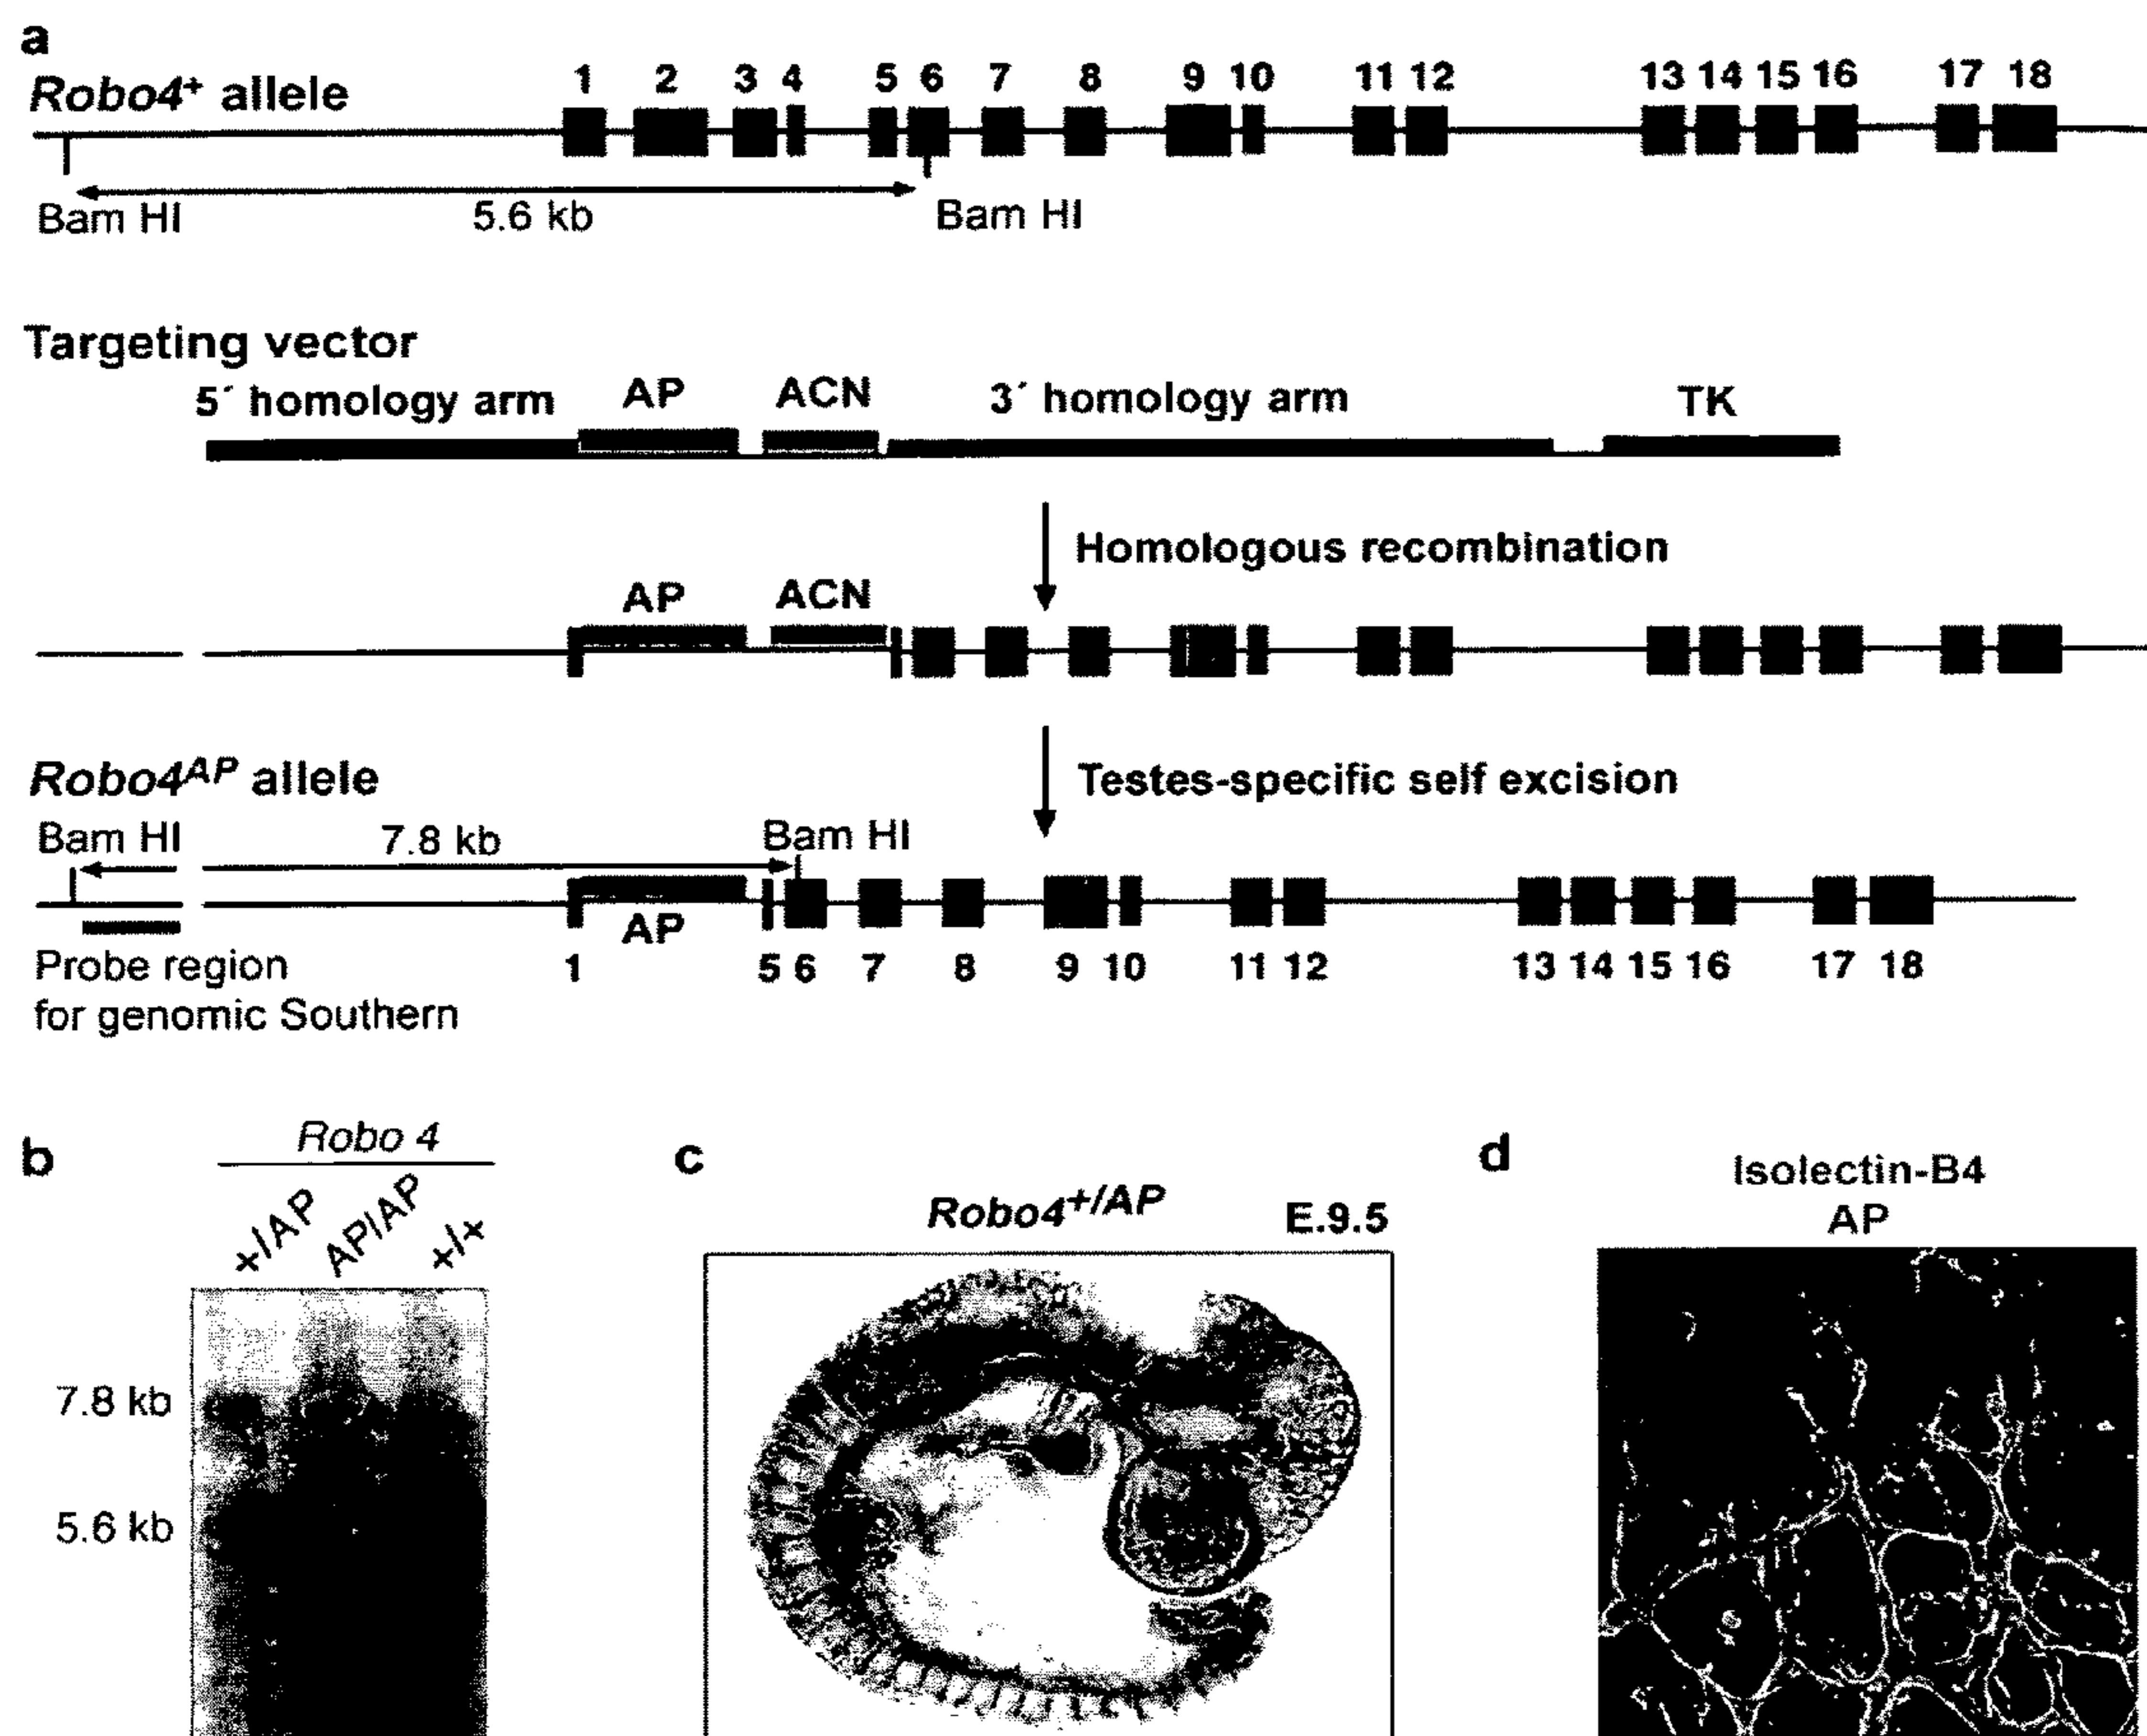 a
Robo4+ allele
1 2 3 4 5 6 7 8 9 10 11 12 13 14 15 16 17 18
Bam HI 5.6 kb Bam HI
Targeting vector
5´ homology arm AP ACN 3´ homology arm TK
Homologous recombination
AP ACN
Robo4AP allele
Testes-specific self excision
Bam HI 7.8 kb Bam HI
AP
Probe region
for genomic Southern
1 5 6 7 8 9 10 11 12 13 14 15 16 17 18
b
Robo 4
+/AP AP/AP +/+
7.8 kb
5.6 kb
c
Robo4+/AP E.9.5
d
Isolectin-B4
AP